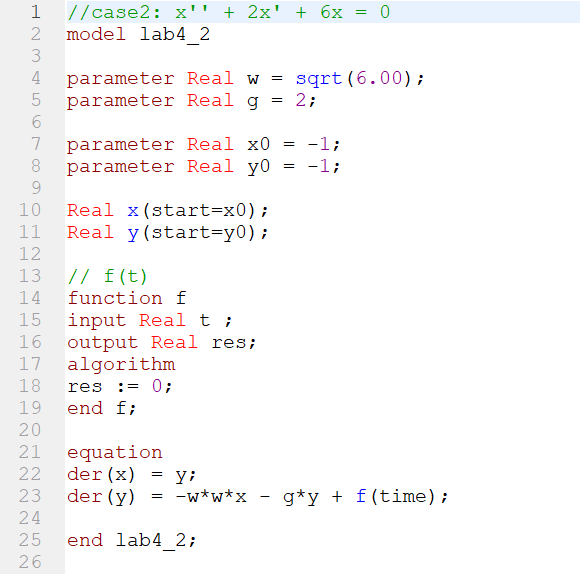 1 //case2: x'' + 2x' + 6x = 0
2 model lab4_2
3
4 parameter Real w = sqrt(6.00);
5 parameter Real g = 2;
6
7 parameter Real x0 = -1;
8 parameter Real y0 = -1;
9
10 Real x(start=x0);
11 Real y(start=y0);
12
13 // f(t)
14 function f
15 input Real t ;
16 output Real res;
17 algorithm
18 res := 0;
19 end f;
20
21 equation
22 der(x) = y;
23 der(y) = -w*w*x - g*y + f(time);
24
25 end lab4_2;
26